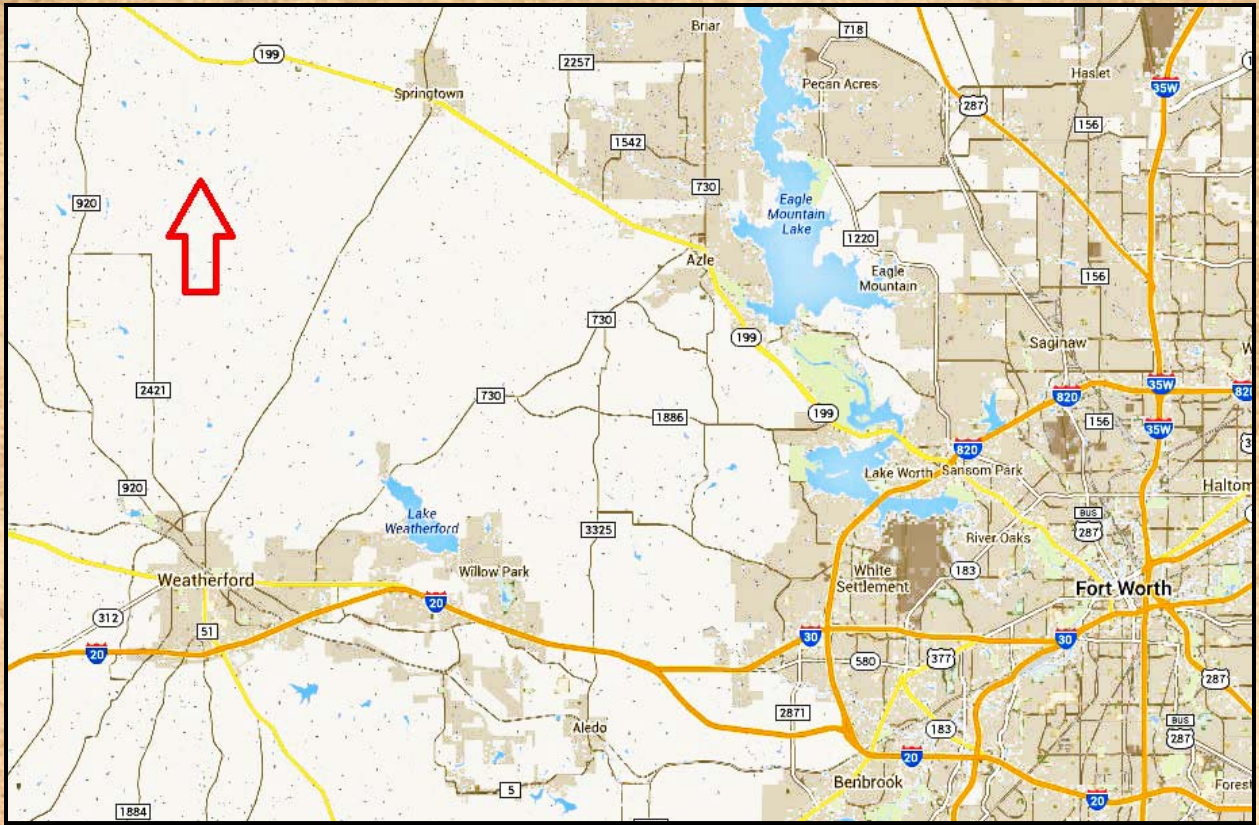 Briar
718
199
2257
Haslet
Pecan Acres
35W
Springtown
287
156
1542
730
920
Eagle
Mountain
Lake
1220
Azle
Eagle
Mountain
156
730
199
Saginaw
2421
730
820
35W
820
199
1886
156
35W
820
Lake Worth
Sansom Park
920
Haltom
Lake
Weatherford
BUS
287
3325
River Oaks
Willow Park
White
Settlement
183
Weatherford
Fort Worth
20
312
51
30
30
20
580
377
287
2871
Aledo
183
BUS
287
20
Benbrook
5
Forest
20
1884